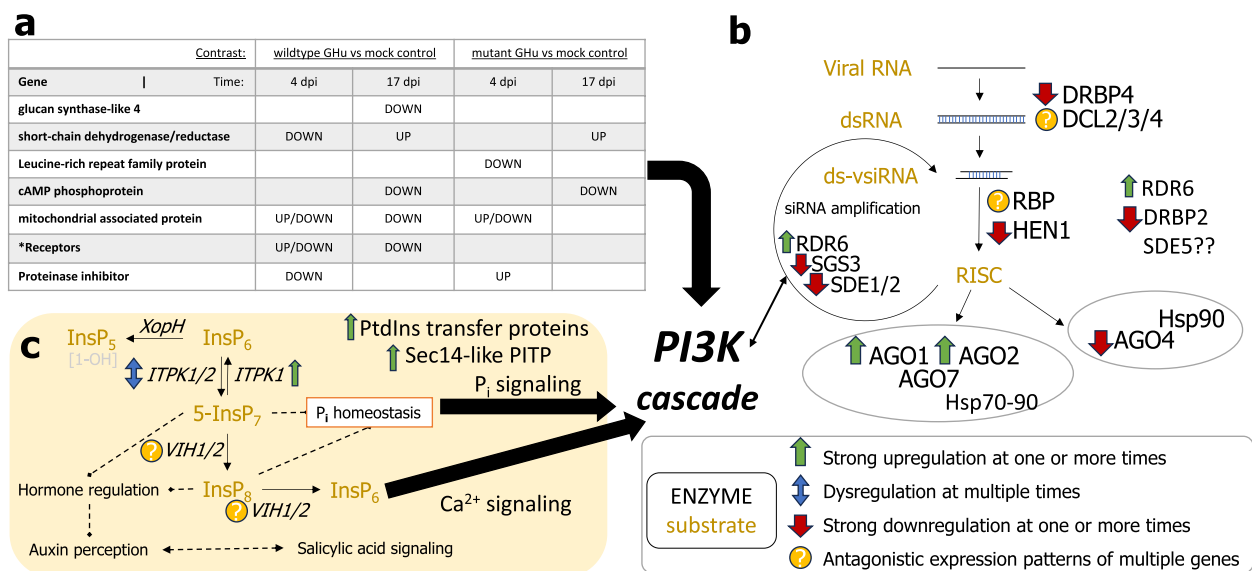 a
Contrast: wildtype GHu vs mock control mutant GHu vs mock control
Gene | Time: 4 dpi 17 dpi 4 dpi 17 dpi
glucan synthase-like 4 DOWN
short-chain dehydrogenase/reductase DOWN UP UP
Leucine-rich repeat family protein DOWN
cAMP phosphoprotein DOWN DOWN
mitochondrial associated protein UP/DOWN DOWN UP/DOWN
*Receptors UP/DOWN DOWN
Proteinase inhibitor DOWN UP
b
Viral RNA
DRBP4
dsRNA
? DCL2/3/4
ds-vsiRNA
siRNA amplification
? RBP
HEN1
RDR6
DRBP2
SDE5??
RDR6
SGS3
SDE1/2
RISC
AGO1 AGO2
AGO7
Hsp70-90
Hsp90
AGO4
PI3K
cascade
c
InsP5
[1-OH]
XopH
InsP6
PtdIns transfer proteins
Sec14-like PITP
ITPK1/2
ITPK1
Pi signaling
5-InsP7
Pi homeostasis
? VIH1/2
Hormone regulation
InsP8
InsP6
? VIH1/2
Ca2+ signaling
Auxin perception
Salicylic acid signaling
ENZYME
substrate
Strong upregulation at one or more times
Dysregulation at multiple times
Strong downregulation at one or more times
? Antagonistic expression patterns of multiple genes